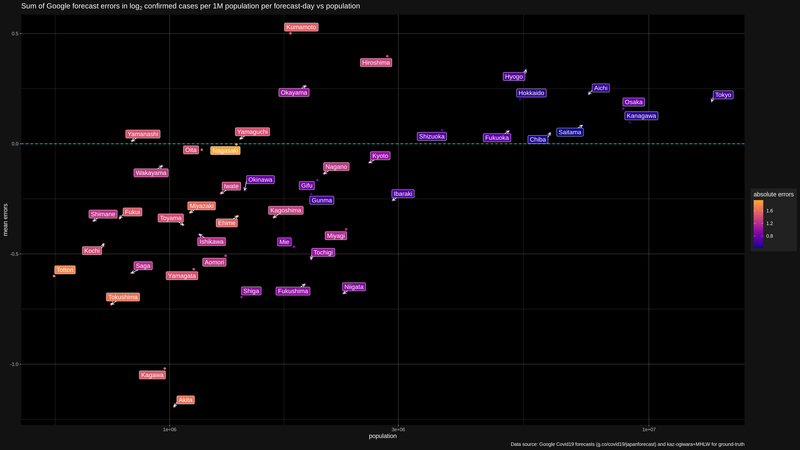 Sum of Google forecast errors in log2 confirmed cases per 1M population per forecast-day vs population
0.5
Kumamoto
Hiroshima
Hyogo
Okayama
Hokkaido
Aichi
Tokyo
Osaka
Kanagawa
Yamanashi
Yamaguchi
Shizuoka
Fukuoka
Chiba
Saitama
0.0
Oita
Nagasaki
Kyoto
Wakayama
Nagano
Okinawa
Iwate
Gifu
Ibaraki
Gunma
absolute errors
1.6
1.2
0.8
mean errors
Shimane
Fukui
Miyazaki
Toyama
Kagoshima
Ehime
Ishikawa
Mie
Miyagi
Kochi
-0.5
Tochigi
Tottori
Saga
Aomori
Yamagata
Tokushima
Shiga
Fukushima
Niigata
-1.0
Kagawa
Akita
1e+06
3e+06
1e+07
population
Data source: Google Covid19 forecasts (g.co/covid19/japanforecast) and kaz-ogiwara+MHLW for ground-truth